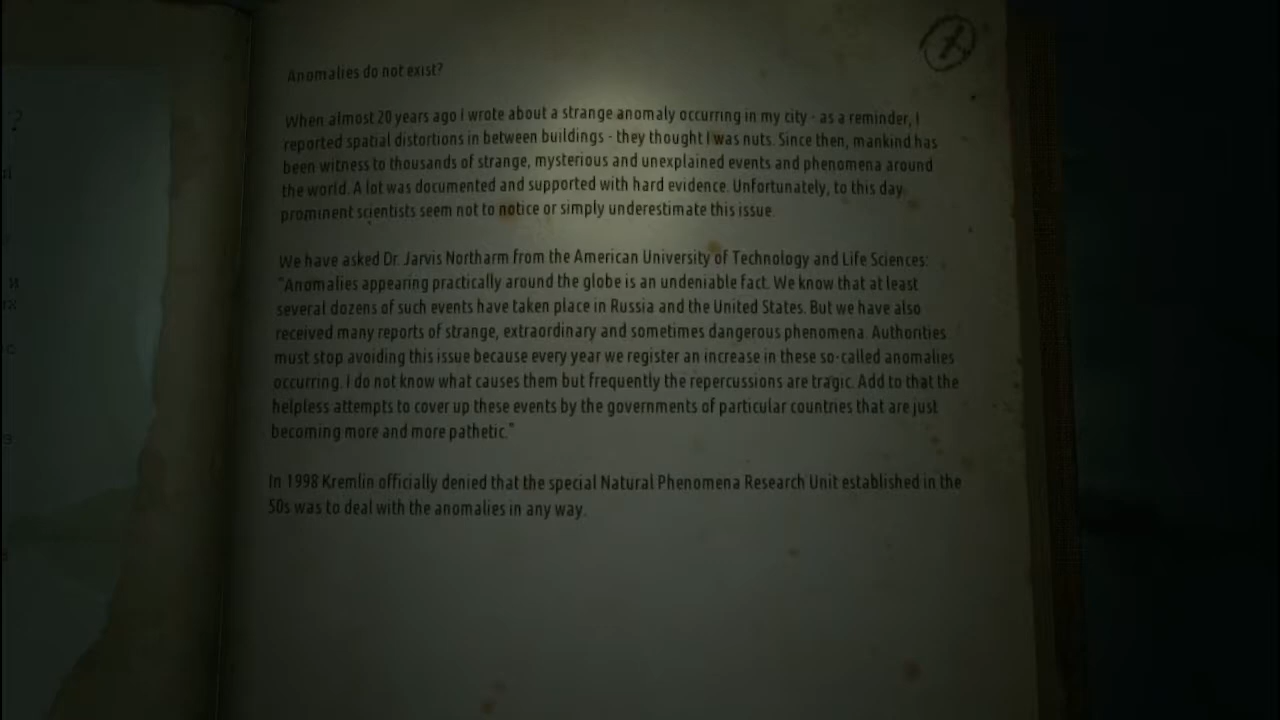 Anomalies do not exist?
When almost 20 years ago I wrote about a strange anomaly occurring in my city - as a reminder, I
reported spatial distortions in between buildings - they thought I was nuts. Since then, mankind has
been witness to thousands of strange, mysterious and unexplained events and phenomena around
the world. A lot was documented and supported with hard evidence. Unfortunately, to this day
prominent scientists seem not to notice or simply underestimate this issue.
We have asked Dr. Jarvis Northarm from the American University of Technology and Life Sciences:
"Anomalies appearing practically around the globe is an undeniable fact. We know that at least
several dozens of such events have taken place in Russia and the United States. But we have also
received many reports of strange, extraordinary and sometimes dangerous phenomena. Authorities
must stop avoiding this issue because every year we register an increase in these so-called anomalies
occurring. I do not know what causes them but frequently the repercussions are tragic. Add to that the
helpless attempts to cover up these events by the governments of particular countries that are just
becoming more and more pathetic."
In 1998 Kremlin officially denied that the special Natural Phenomena Research Unit established in the
50s was to deal with the anomalies in any way.